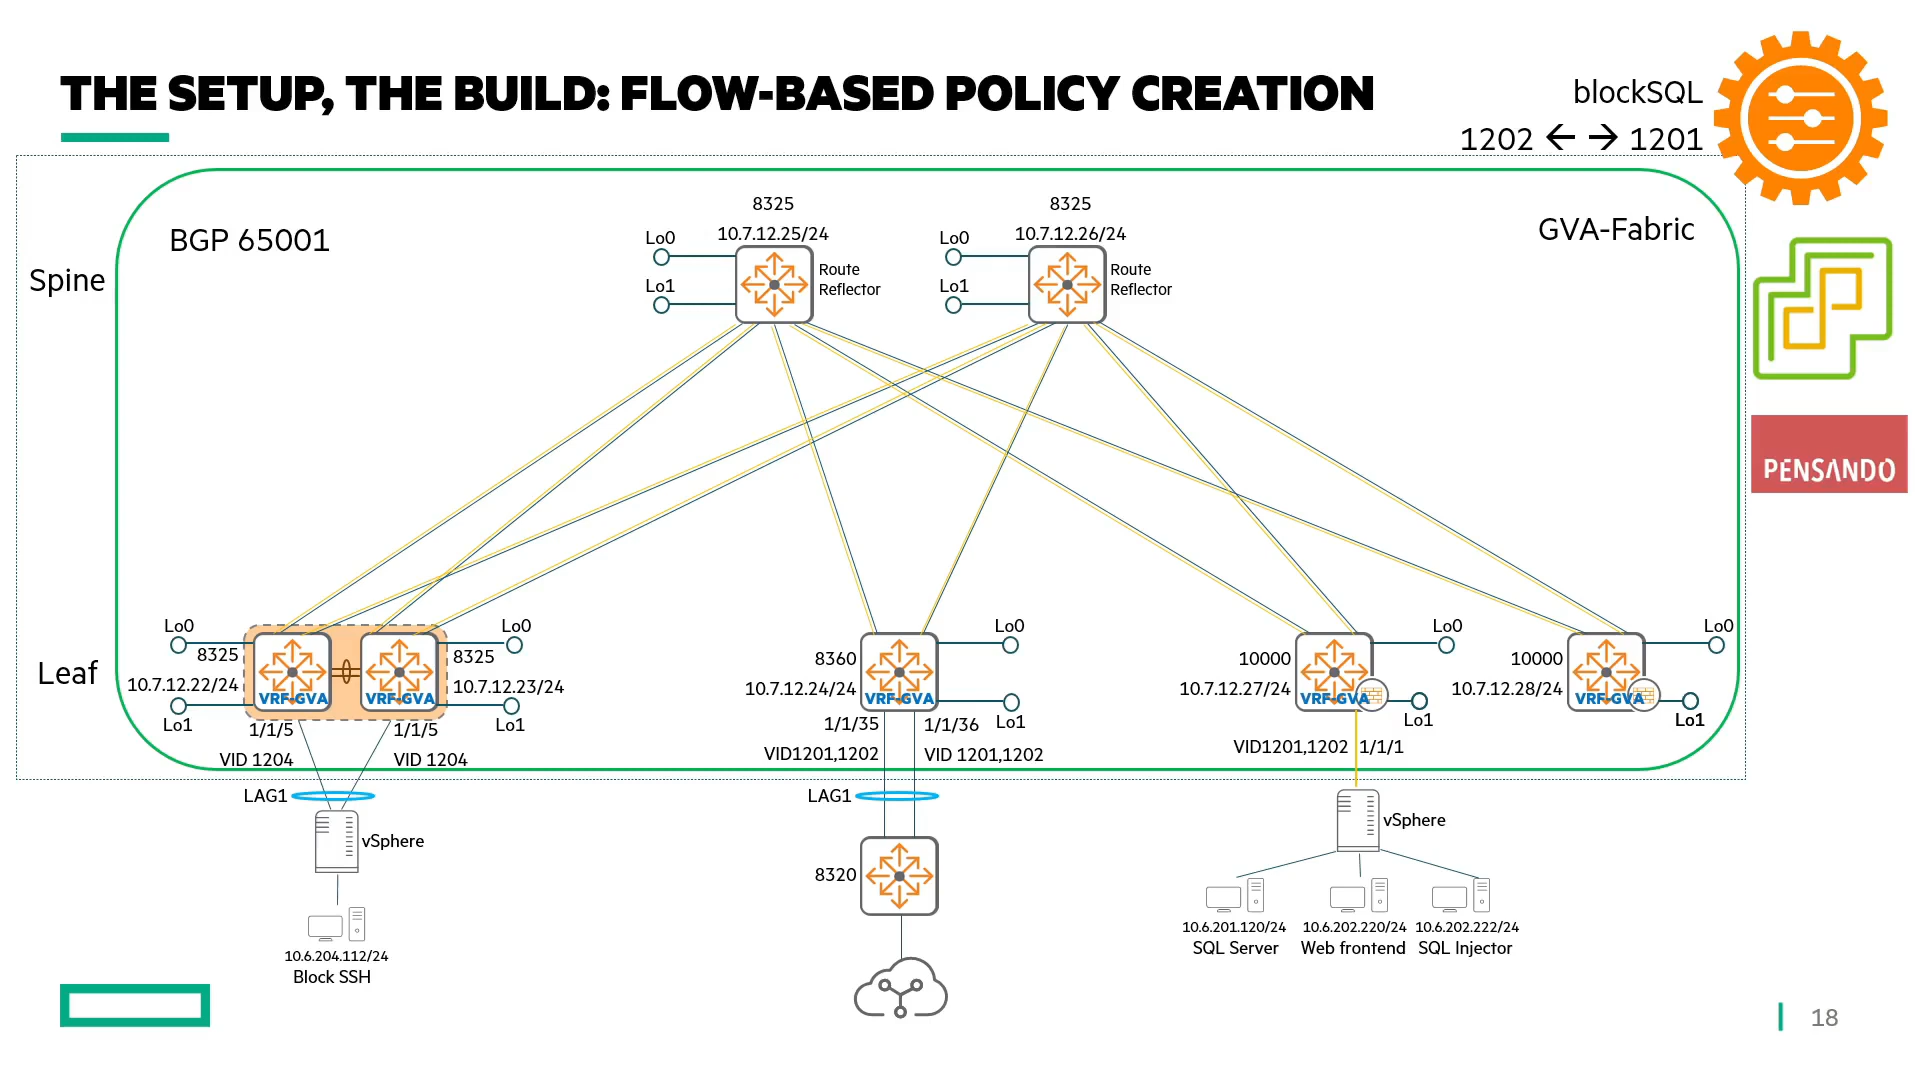 THE SETUP, THE BUILD: FLOW-BASED POLICY CREATION
blockSQL
1202 ← → 1201
BGP 65001
GVA-Fabric
Spine
8325
10.7.12.25/24
Lo0
Lo1
Route
Reflector
8325
10.7.12.26/24
Lo0
Lo1
Route
Reflector
PENSANDO
Leaf
Lo0
8325
10.7.12.22/24
Lo1
VRF-GVA
1/1/5
VID 1204
VRF-GVA
Lo0
8325
10.7.12.23/24
Lo1
1/1/5
VID 1204
8360
10.7.12.24/24
VRF-GVA
Lo0
Lo1
1/1/35
VID1201,1202
1/1/36
VID 1201,1202
10000
10.7.12.27/24
VRF-GVA
Lo0
Lo1
VID1201,1202
1/1/1
10000
10.7.12.28/24
VRF-GVA
Lo0
Lo1
LAG1
vSphere
10.6.204.112/24
Block SSH
LAG1
8320
vSphere
10.6.201.120/24
SQL Server
10.6.202.220/24
Web frontend
10.6.202.222/24
SQL Injector
18